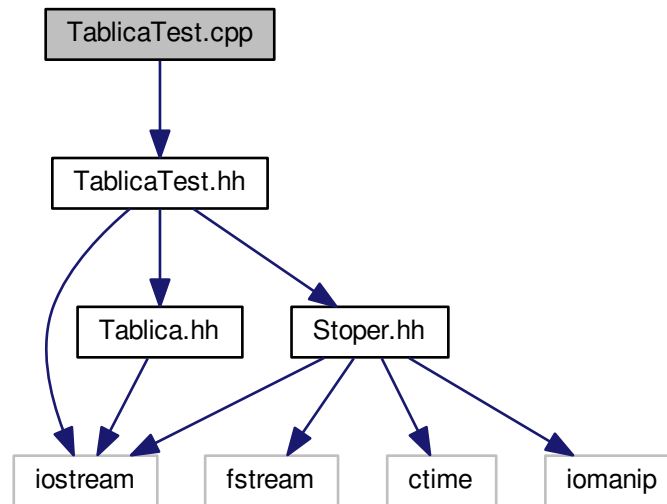 TablicaTest.cpp
TablicaTest.hh
Tablica.hh
Stoper.hh
iostream
fstream
ctime
iomanip